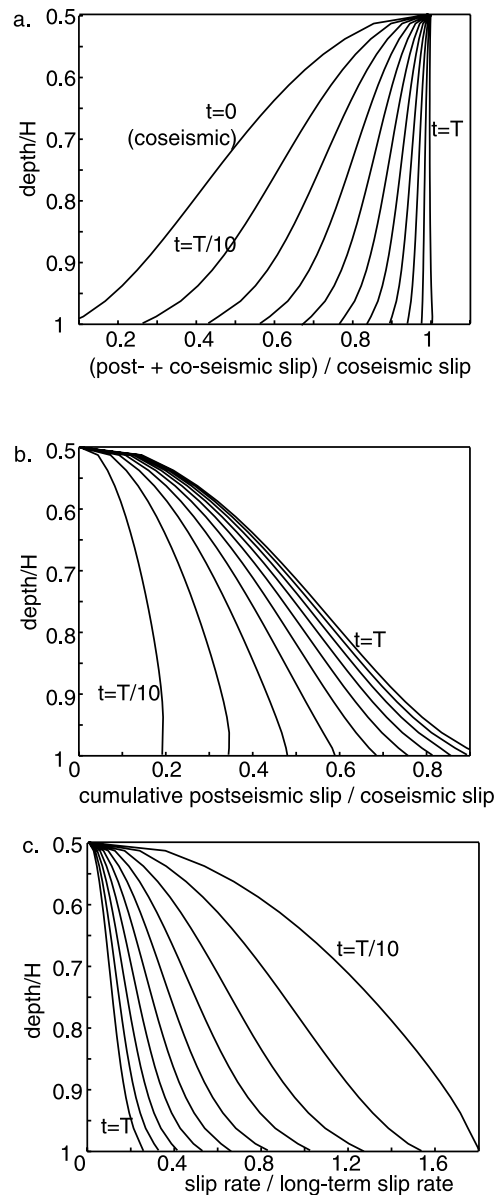 a.
0.5
0.6
t=0
(coseismic)
t=T
0.7
depth/H
0.8
t=T/10
0.9
1
0.2 0.4 0.6 0.8 1
(post- + co-seismic slip) / coseismic slip
b.
0.5
0.6
0.7
depth/H
0.8
t=T
0.9
t=T/10
1
0 0.2 0.4 0.6 0.8
cumulative postseismic slip / coseismic slip
c.
0.5
0.6
t=T/10
0.7
depth/H
0.8
0.9
t=T
1
0 0.4 0.8 1.2 1.6
slip rate / long-term slip rate